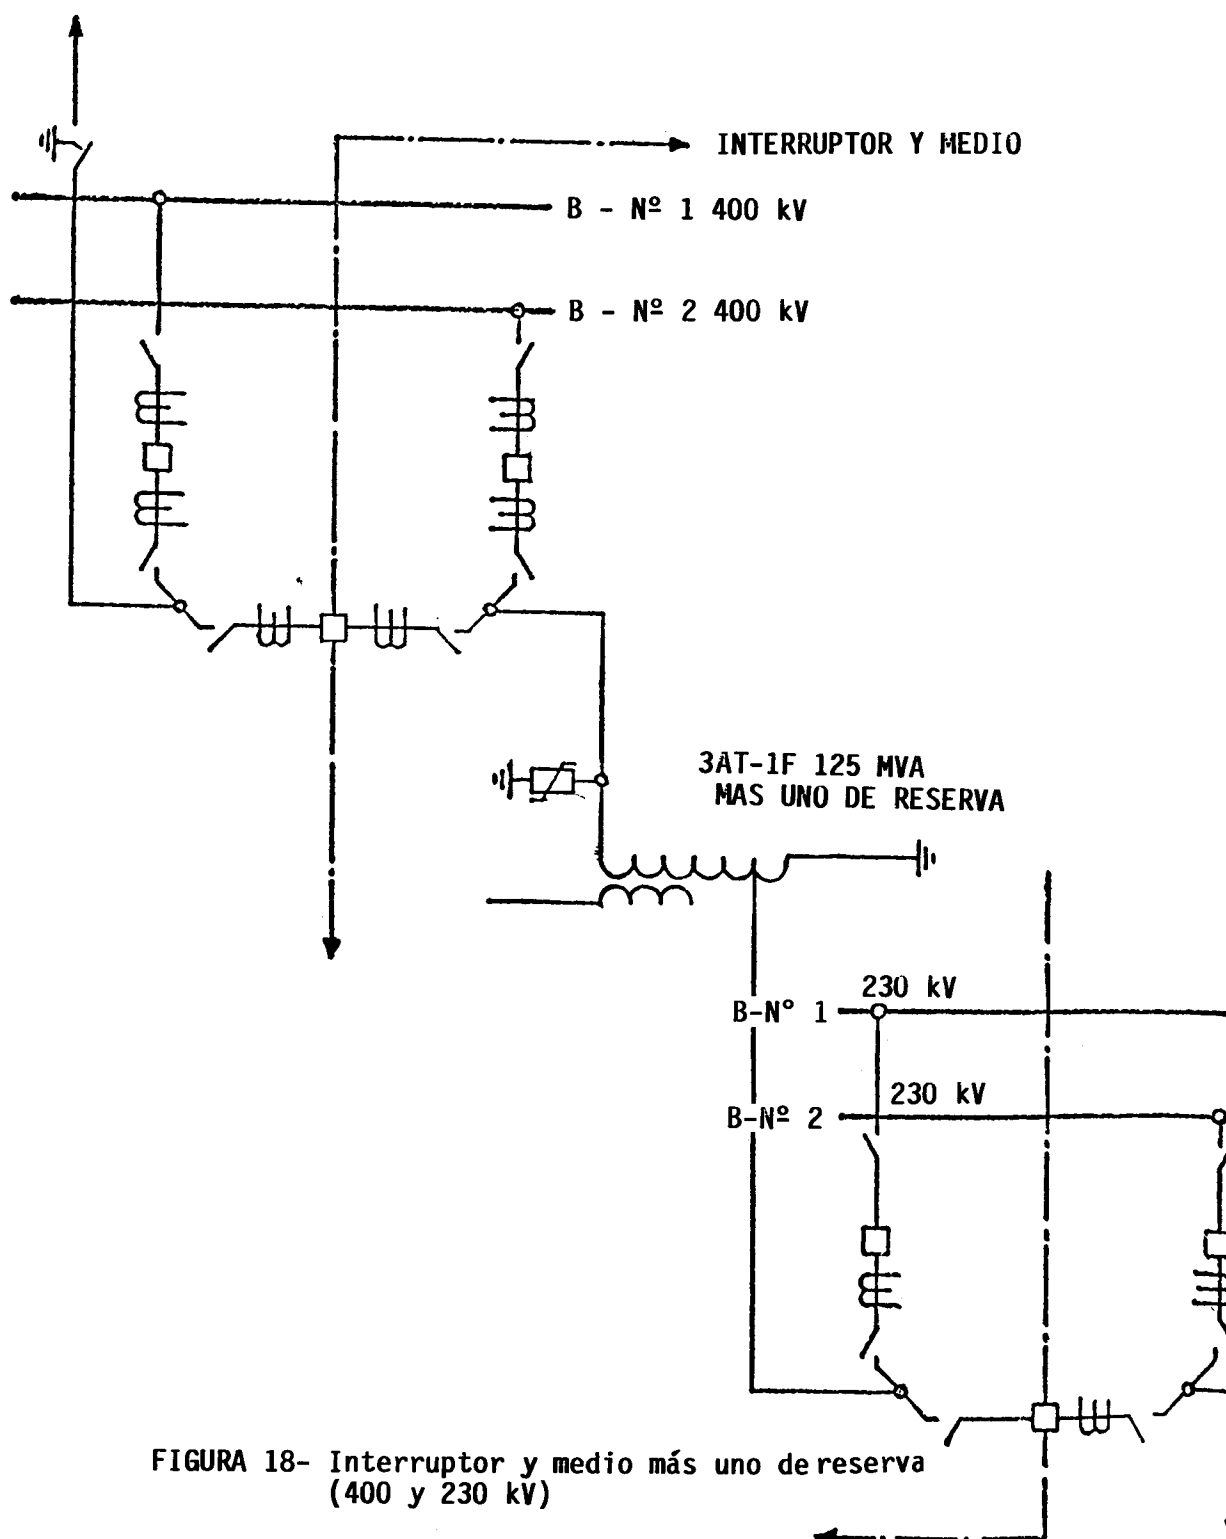 INTERRUPTOR Y MEDIO
B - Nº 1 400 kV
B - Nº 2 400 kV
3AT-1F 125 MVA
MAS UNO DE RESERVA
230 kV
B-N° 1
230 kV
B-Nº 2
FIGURA 18- Interruptor y medio más uno de reserva
(400 y 230 kV)